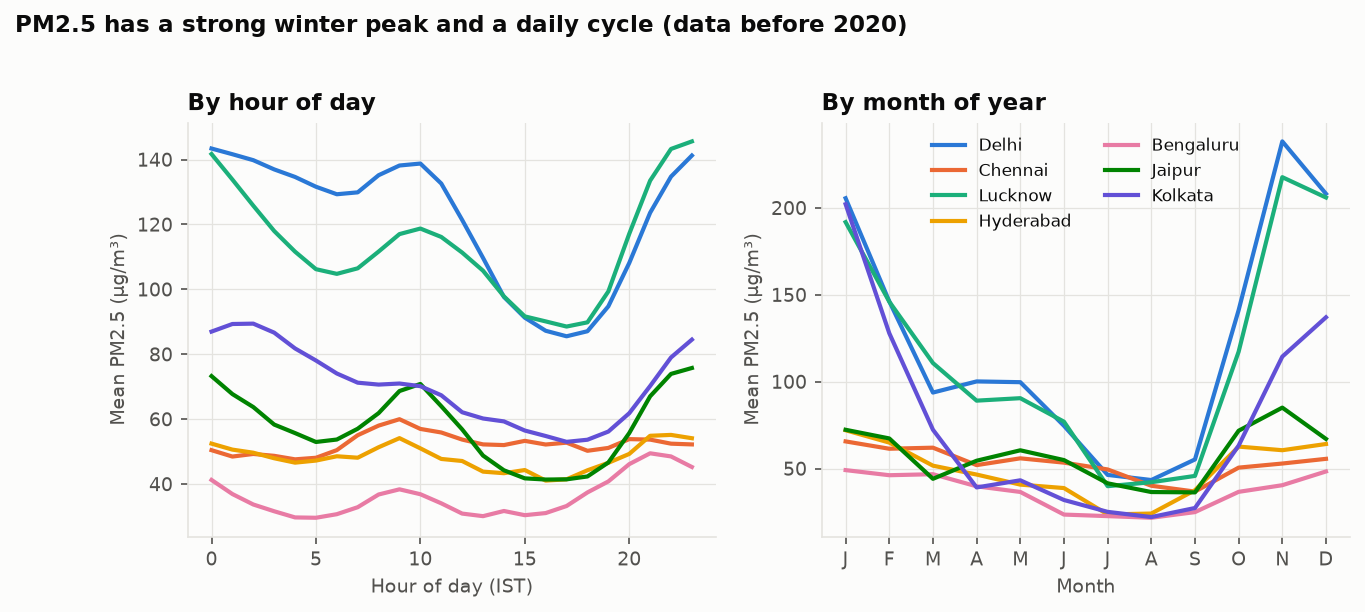 PM2.5 has a strong winter peak and a daily cycle (data before 2020)
By hour of day
Mean PM2.5 (µg/m³)
140
120
100
80
60
40
0 5 10 15 20
Hour of day (IST)
By month of year
Mean PM2.5 (µg/m³)
200
150
100
50
Delhi
Chennai
Lucknow
Hyderabad
Bengaluru
Jaipur
Kolkata
J F M A M J J A S O N D
Month